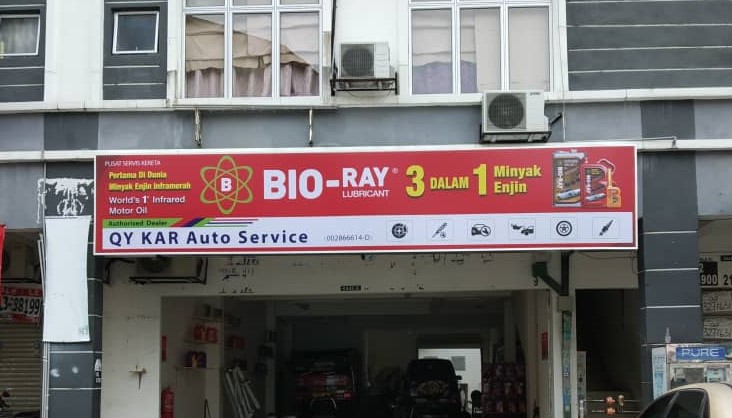 PUSAT SERVIS KERETA
Pertama Di Dunia
Minyak Enjin Inframerah
World's 1st Infrared
Motor Oil
B
BIO-RAY®
LUBRICANT
3 DALAM 1 Minyak
Enjin
Authorised Dealer
QY KAR Auto Service (002866614-D)
PURE